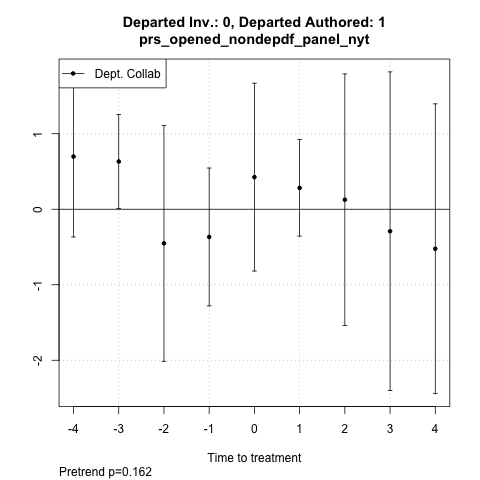 Departed Inv.: 0, Departed Authored: 1
prs_opened_nondepdf_panel_nyt
Dept. Collab
1
0
-1
-2
-4 -3 -2 -1 0 1 2 3 4
Time to treatment
Pretrend p=0.162